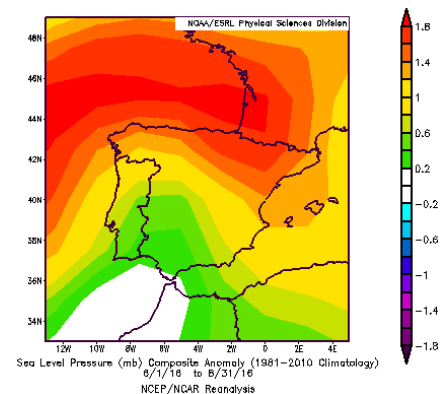 NOAA/ESRL Physical Sciences Division
46N
44N
42N
40N
38N
36N
34N
12W 10W 8W 6W 4W 2W 0 2E 4E
1.8
1.4
1
0.6
0.2
-0.2
-0.6
-1
-1.4
-1.8
Sea Level Pressure (mb) Composite Anomaly (1981-2010 Climatology)
6/1/16 to 8/31/16
NCEP/NCAR Reanalysis